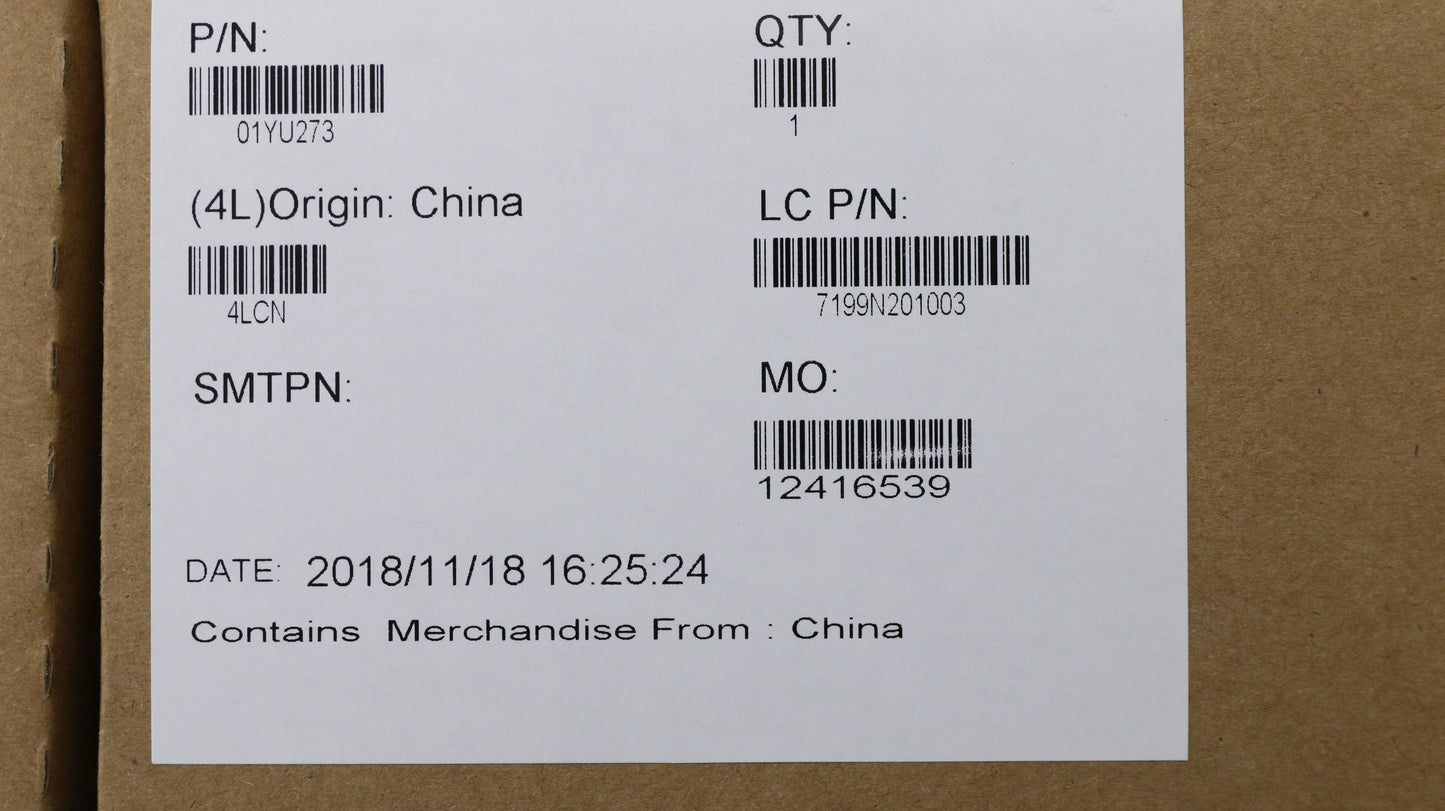 P/N:
01YU273
QTY:
1
(4L)Origin: China
4LCN
LC P/N:
7199N201003
SMTPN:
MO:
12416539
DATE: 2018/11/18 16:25:24
Contains Merchandise From : China